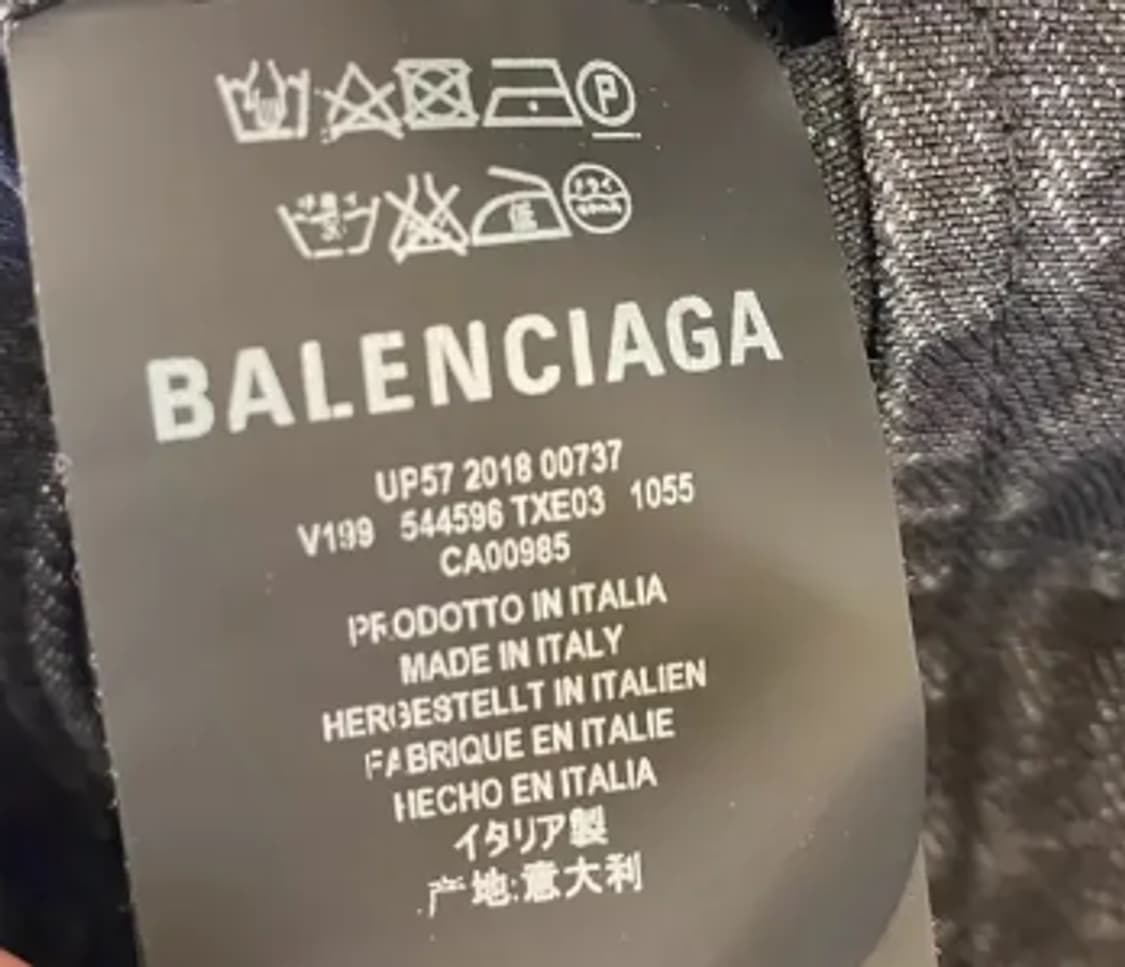 P
BALENCIAGA
UP57 2018 00737
V199 544596 TXE03 1055
CA00985
PRODOTTO IN ITALIA
MADE IN ITALY
HERGESTELLT IN ITALIEN
FABRIQUE EN ITALIE
HECHO EN ITALIA
イタリア製
产地:意大利